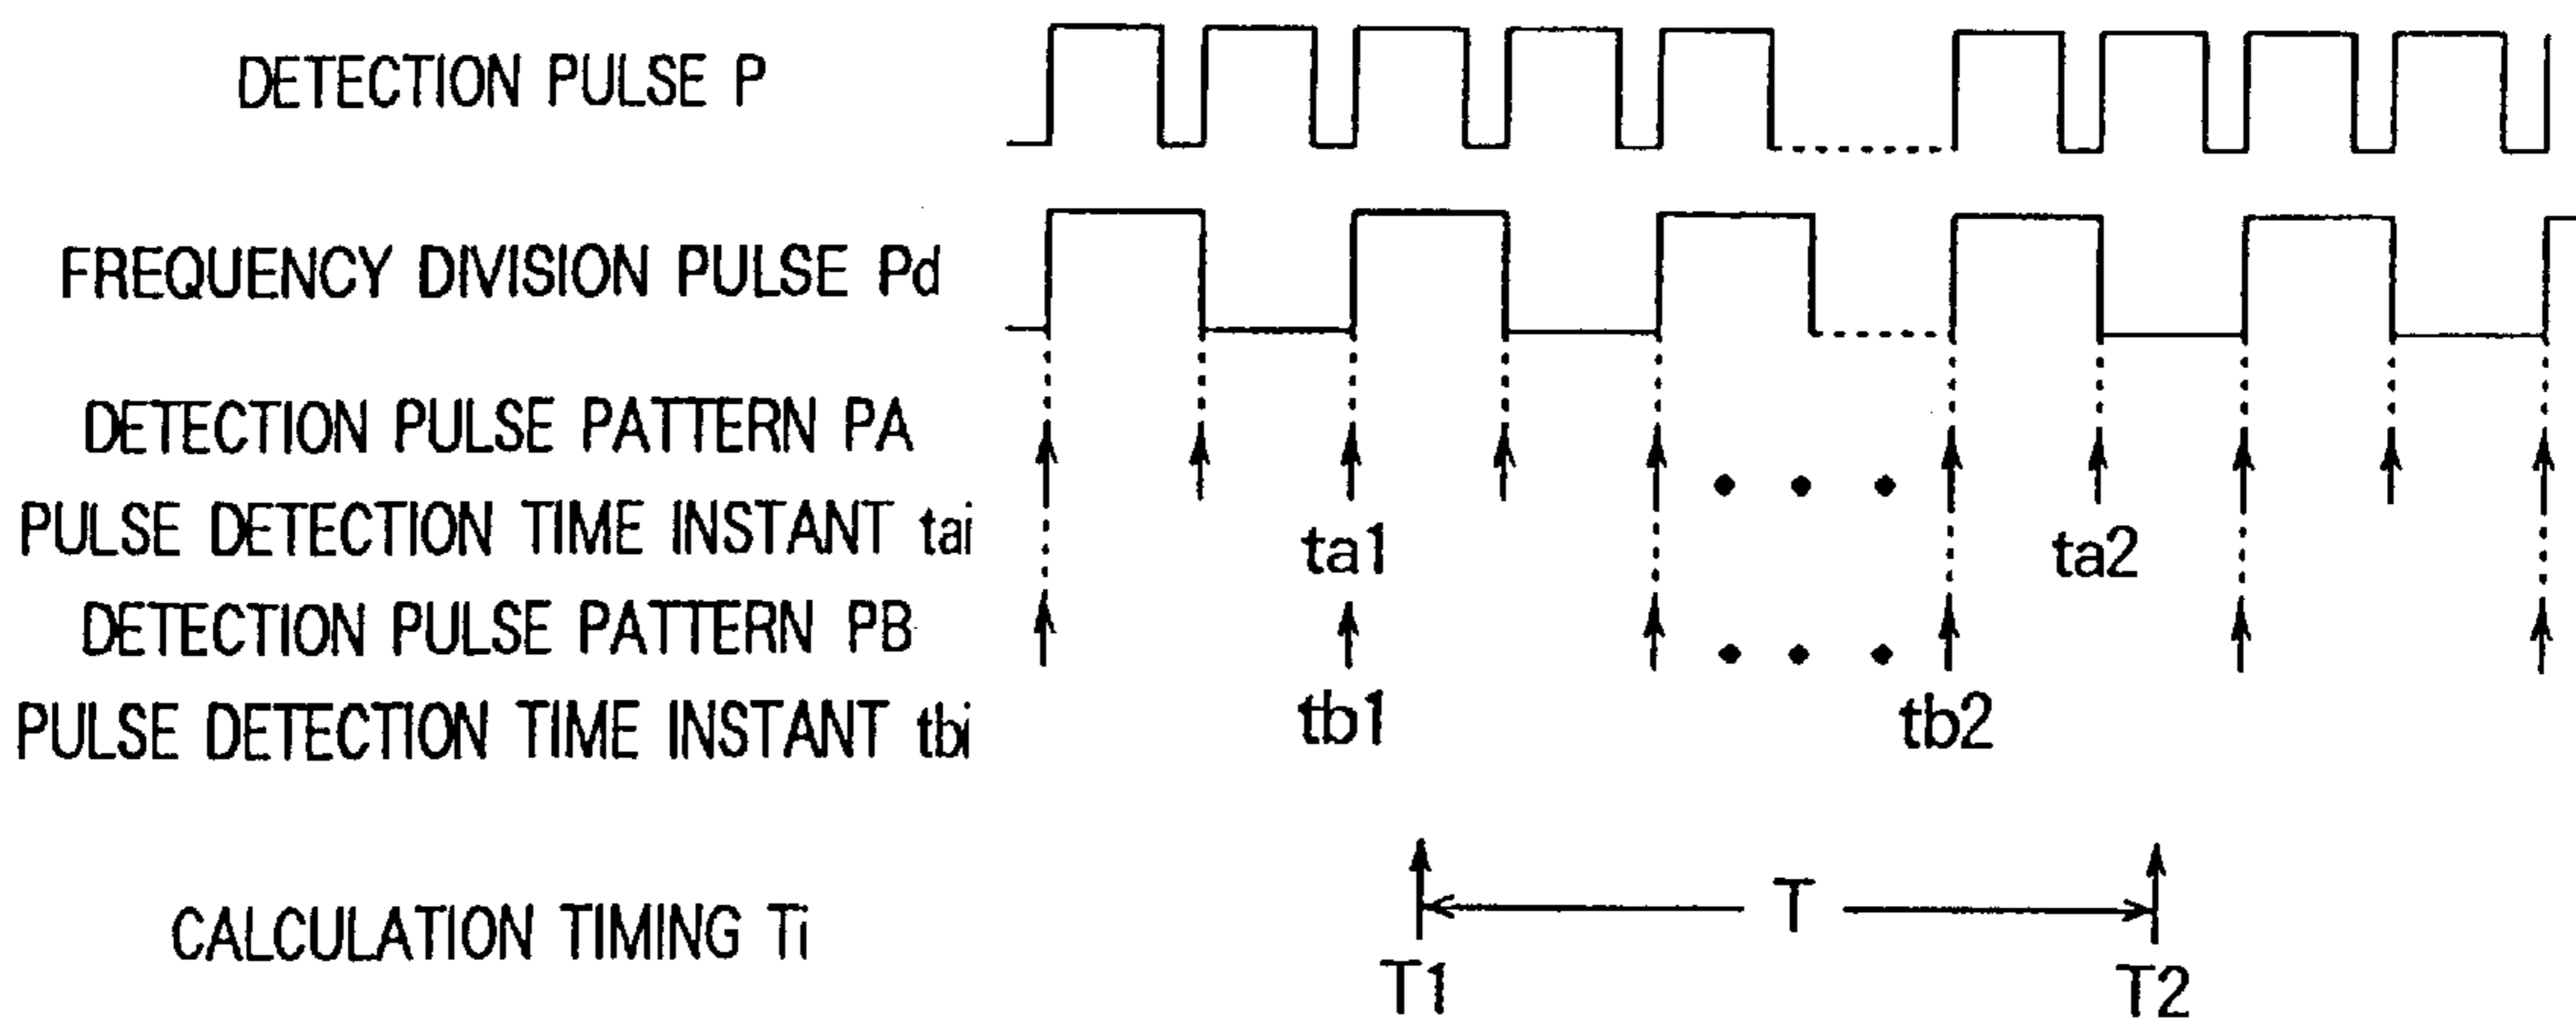 DETECTION PULSE P
FREQUENCY DIVISION PULSE Pd
DETECTION PULSE PATTERN PA
PULSE DETECTION TIME INSTANT tai
ta1 ta2
DETECTION PULSE PATTERN PB
PULSE DETECTION TIME INSTANT tbi
tb1 tb2
CALCULATION TIMING Ti
T
T1 T2